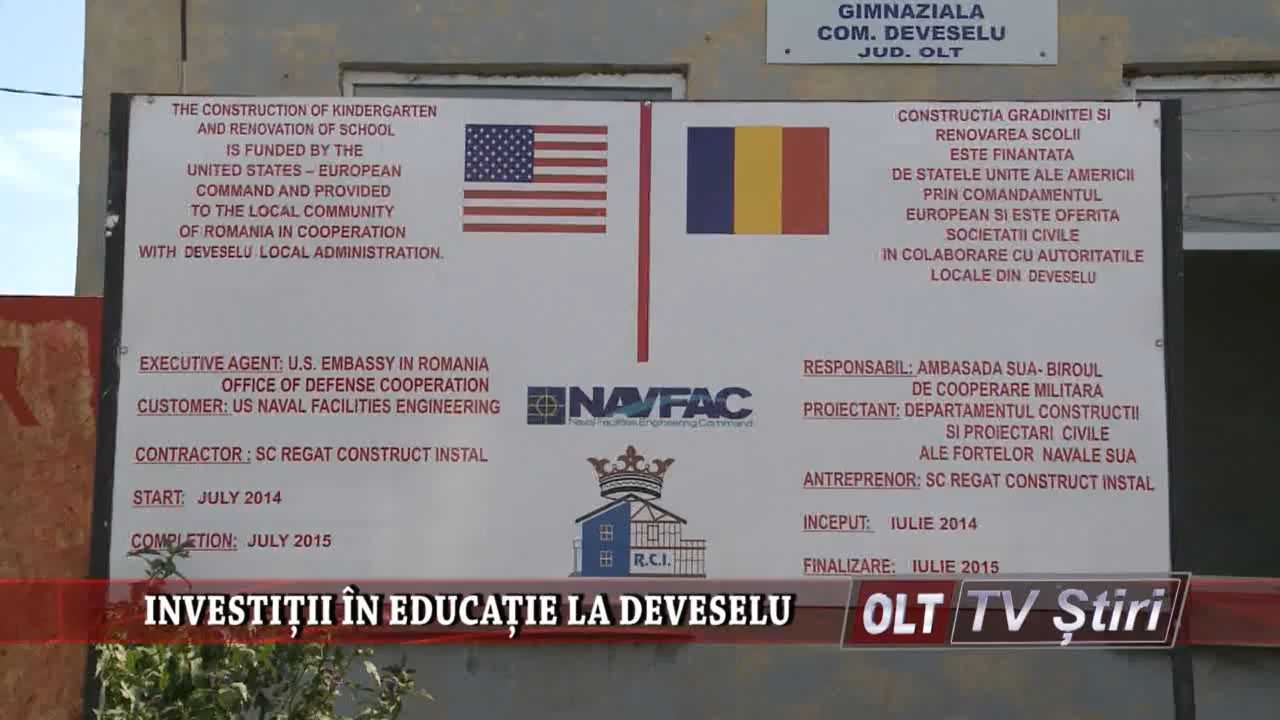 GIMNAZIALA
COM. DEVESELU
JUD. OLT
THE CONSTRUCTION OF KINDERGARTEN
AND RENOVATION OF SCHOOL
IS FUNDED BY THE
UNITED STATES – EUROPEAN
COMMAND AND PROVIDED
TO THE LOCAL COMMUNITY
OF ROMANIA IN COOPERATION
WITH DEVESELU LOCAL ADMINISTRATION.
EXECUTIVE AGENT: U.S. EMBASSY IN ROMANIA
OFFICE OF DEFENSE COOPERATION
CUSTOMER: US NAVAL FACILITIES ENGINEERING
CONTRACTOR : SC REGAT CONSTRUCT INSTAL
START: JULY 2014
COMPLETION: JULY 2015
NAVFAC
Naval Facilities Engineering Command
R.C.I.
CONSTRUCTIA GRADINITEI SI
RENOVAREA SCOLII
ESTE FINANTATA
DE STATELE UNITE ALE AMERICII
PRIN COMANDAMENTUL
EUROPEAN SI ESTE OFERITA
SOCIETATII CIVILE
IN COLABORARE CU AUTORITATILE
LOCALE DIN DEVESELU
RESPONSABIL: AMBASADA SUA- BIROUL
DE COOPERARE MILITARA
PROIECTANT: DEPARTAMENTUL CONSTRUCTII
SI PROIECTARI CIVILE
ALE FORTELOR NAVALE SUA
ANTREPRENOR: SC REGAT CONSTRUCT INSTAL
INCEPUT: IULIE 2014
FINALIZARE: IULIE 2015
INVESTIȚII ÎN EDUCAȚIE LA DEVESELU
OLT TV Știri